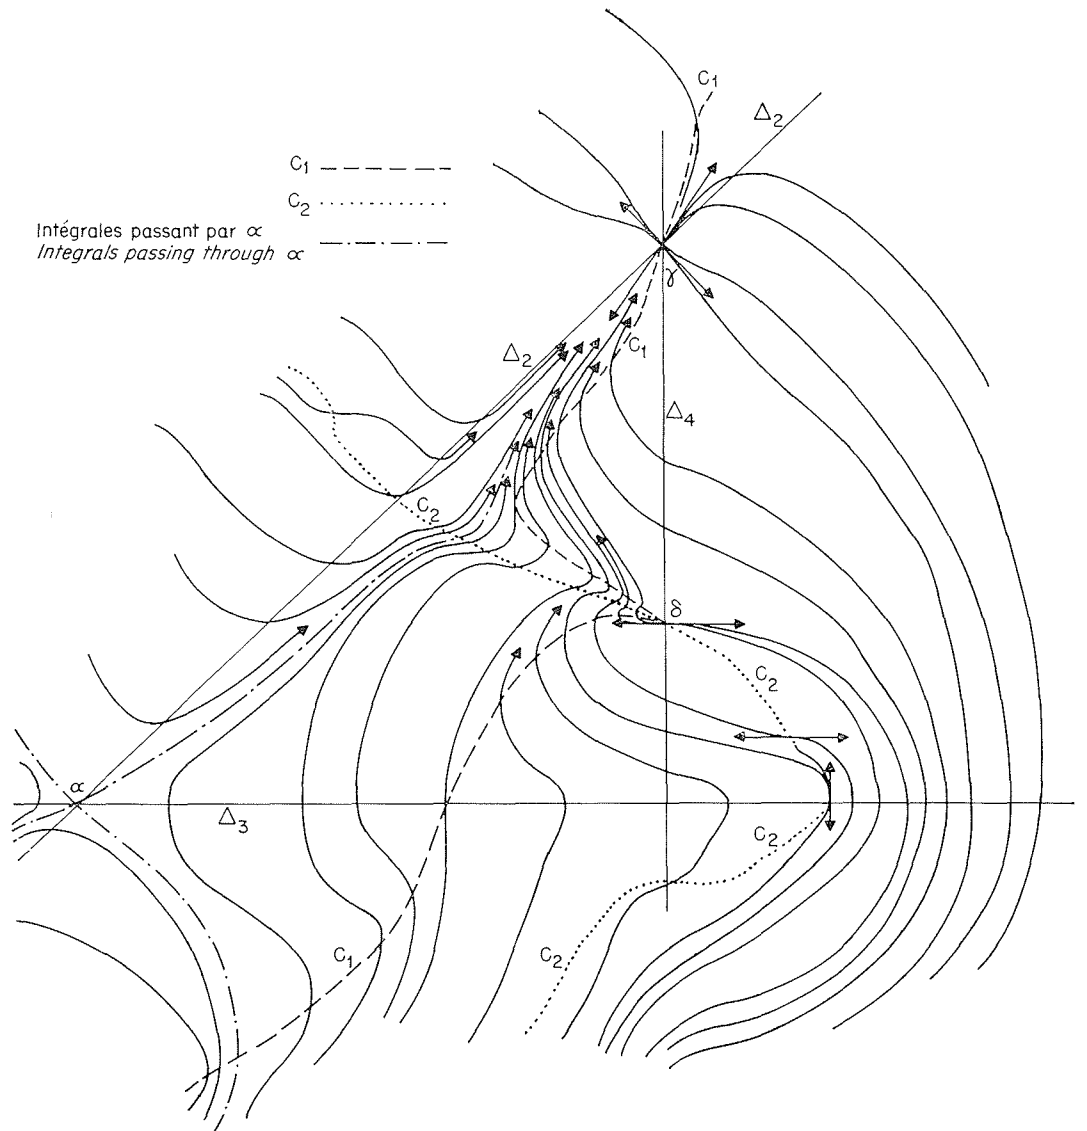 C1
Δ2
C1
C2
Intégrales passant par α
Integrals passing through α
γ
Δ2
C1
Δ4
C2
δ
C2
α
Δ3
C2
C1
C2